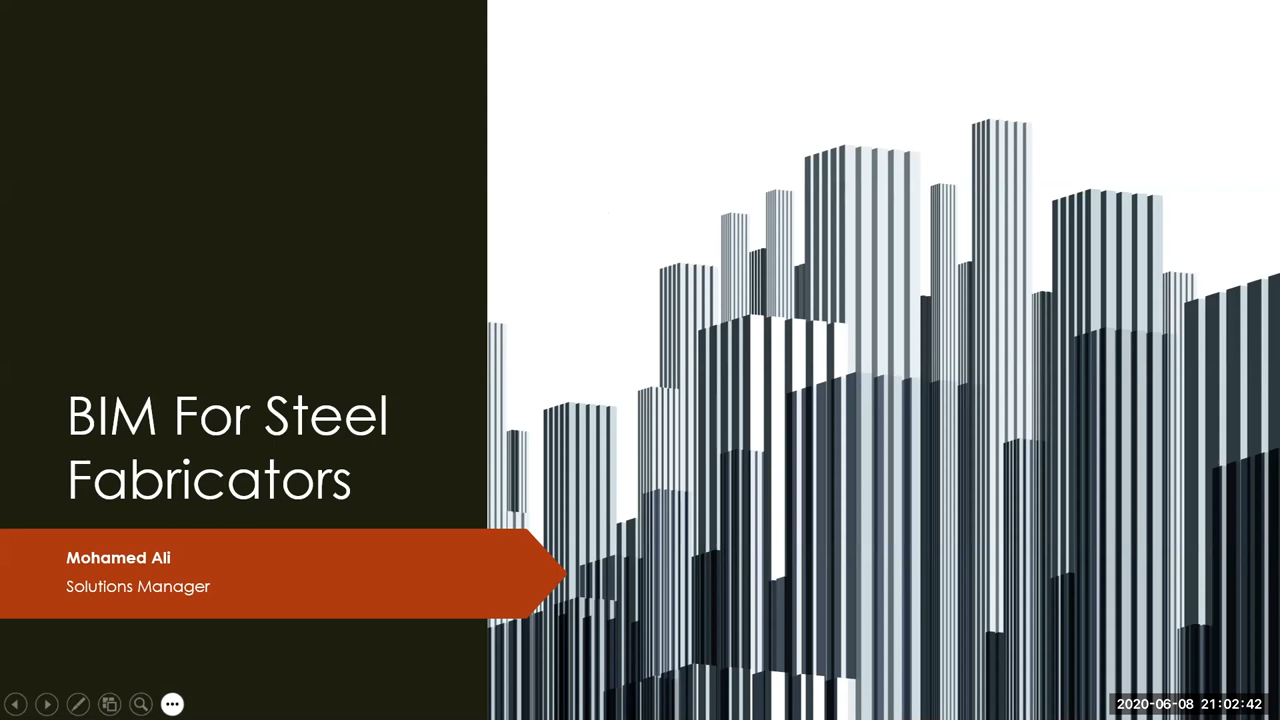 BIM For Steel
Fabricators
Mohamed Ali
Solutions Manager
2020-06-08 21:02:42